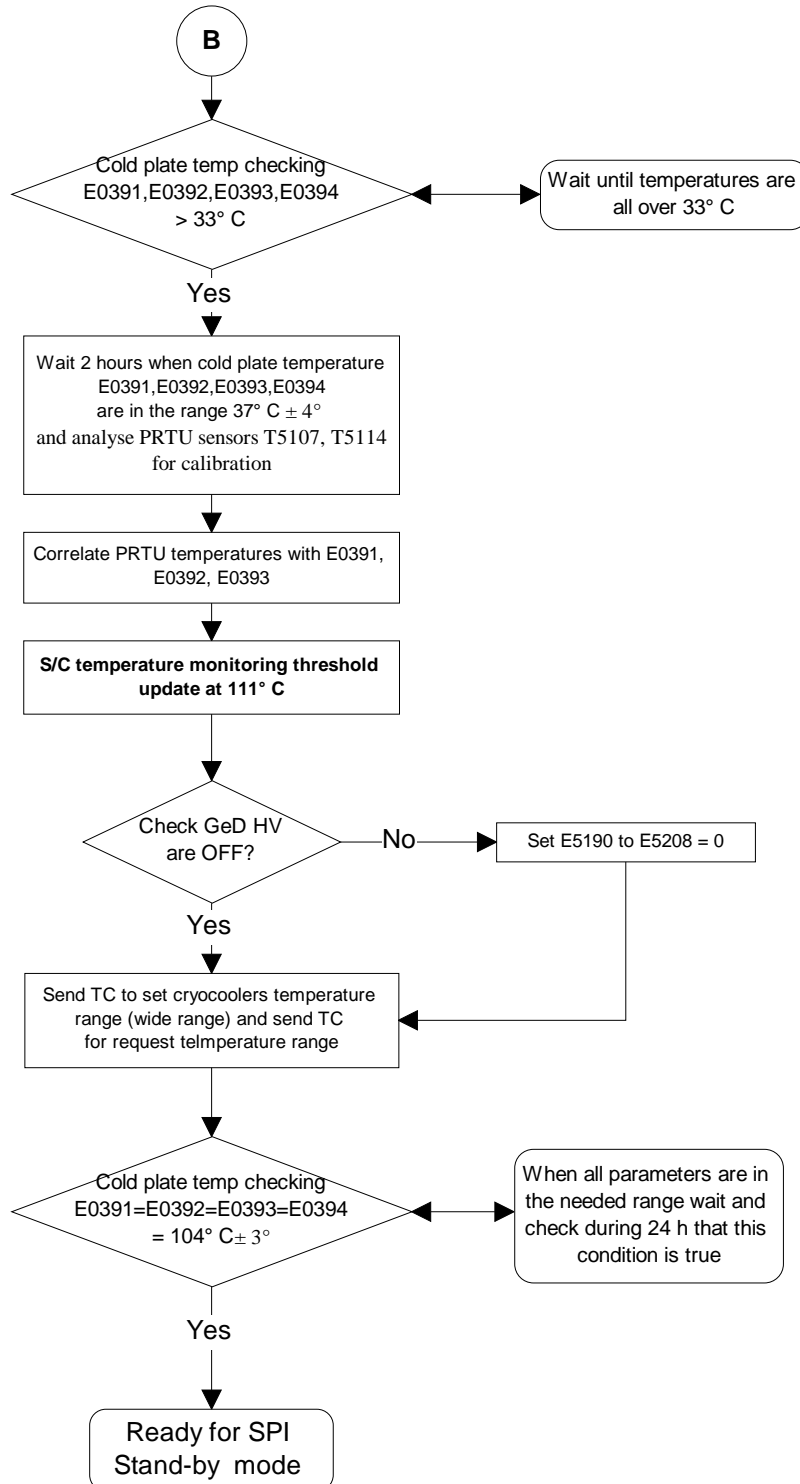 B
Cold plate temp checking
E0391,E0392,E0393,E0394
> 33° C
Wait until temperatures are
all over 33° C
Yes
Wait 2 hours when cold plate temperature
E0391,E0392,E0393,E0394
are in the range 37° C ± 4°
and analyse PRTU sensors T5107, T5114
for calibration
Correlate PRTU temperatures with E0391,
E0392, E0393
S/C temperature monitoring threshold
update at 111° C
Check GeD HV
are OFF?
No
Set E5190 to E5208 = 0
Yes
Send TC to set cryocoolers temperature
range (wide range) and send TC
for request telmperature range
Cold plate temp checking
E0391=E0392=E0393=E0394
= 104° C± 3°
When all parameters are in
the needed range wait and
check during 24 h that this
condition is true
Yes
Ready for SPI
Stand-by mode